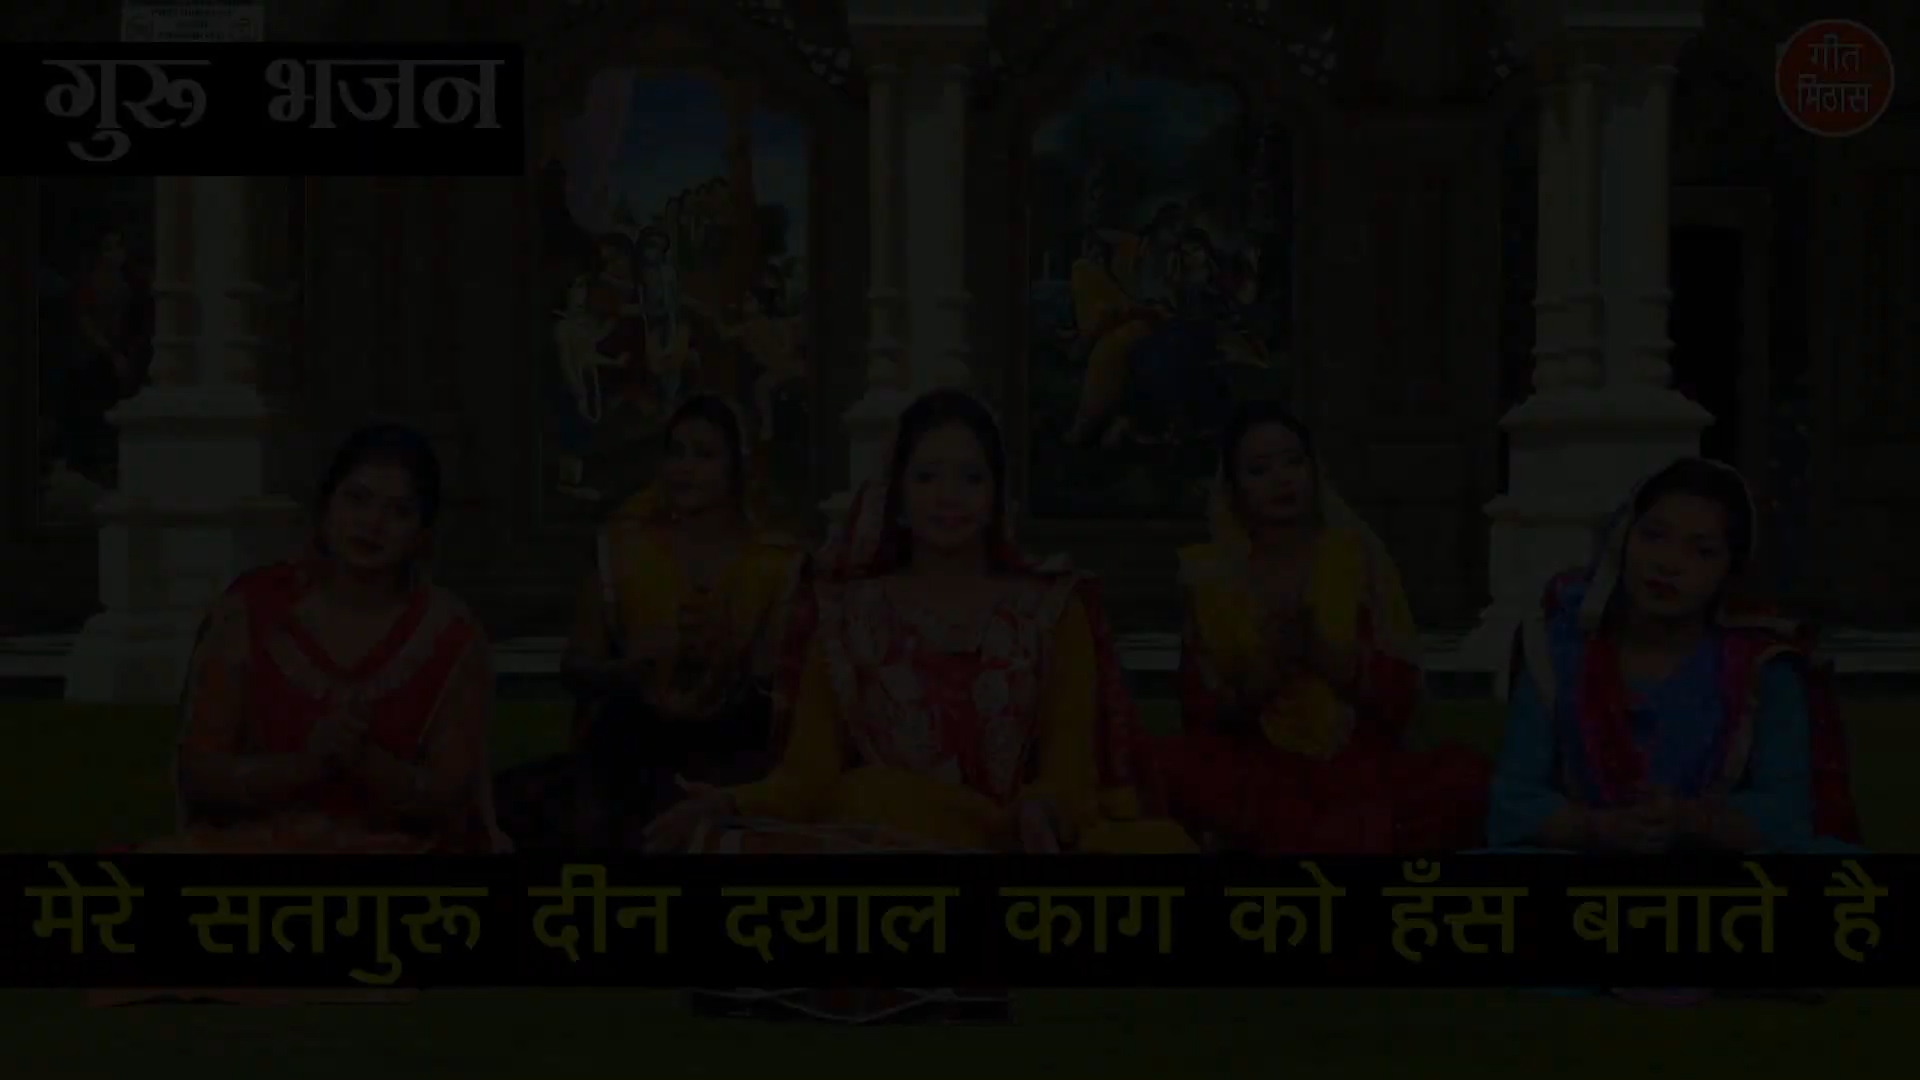 गुरू भजन
गीत
मिठास
मेरे सतगुरू दीन दयाल काग को हँस बनाते है